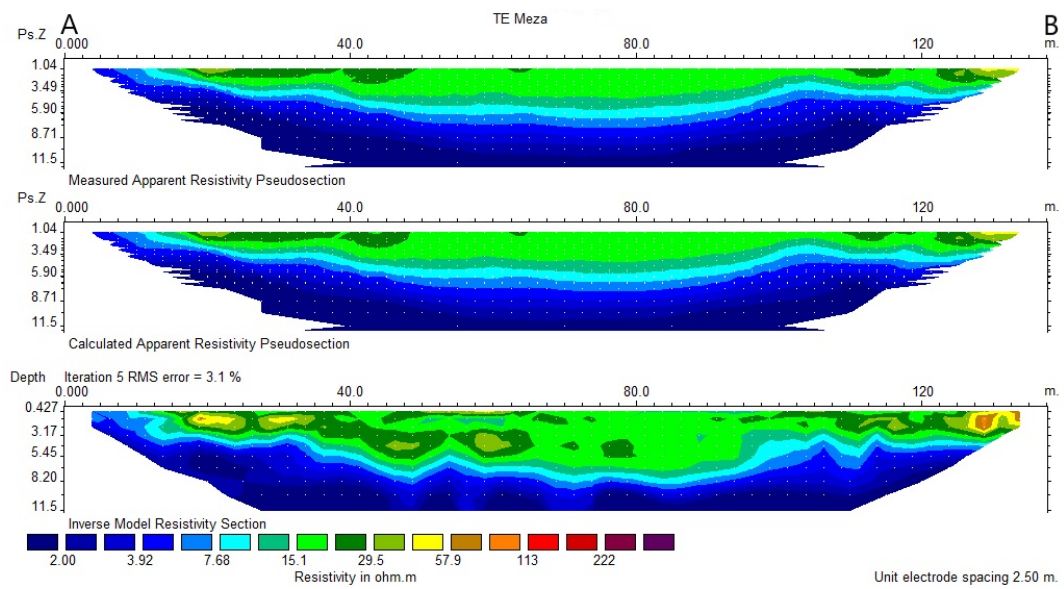 A TE Meza B
Ps.Z 0.000 40.0 80.0 120 m.
1.04
3.49
5.90
8.71
11.5
Measured Apparent Resistivity Pseudosection
Ps.Z 0.000 40.0 80.0 120 m.
1.04
3.49
5.90
8.71
11.5
Calculated Apparent Resistivity Pseudosection
Depth Iteration 5 RMS error = 3.1 %
0.000 40.0 80.0 120 m.
0.427
3.17
5.45
8.20
11.5
Inverse Model Resistivity Section
2.00 3.92 7.68 15.1 29.5 57.9 113 222
Resistivity in ohm.m Unit electrode spacing 2.50 m.